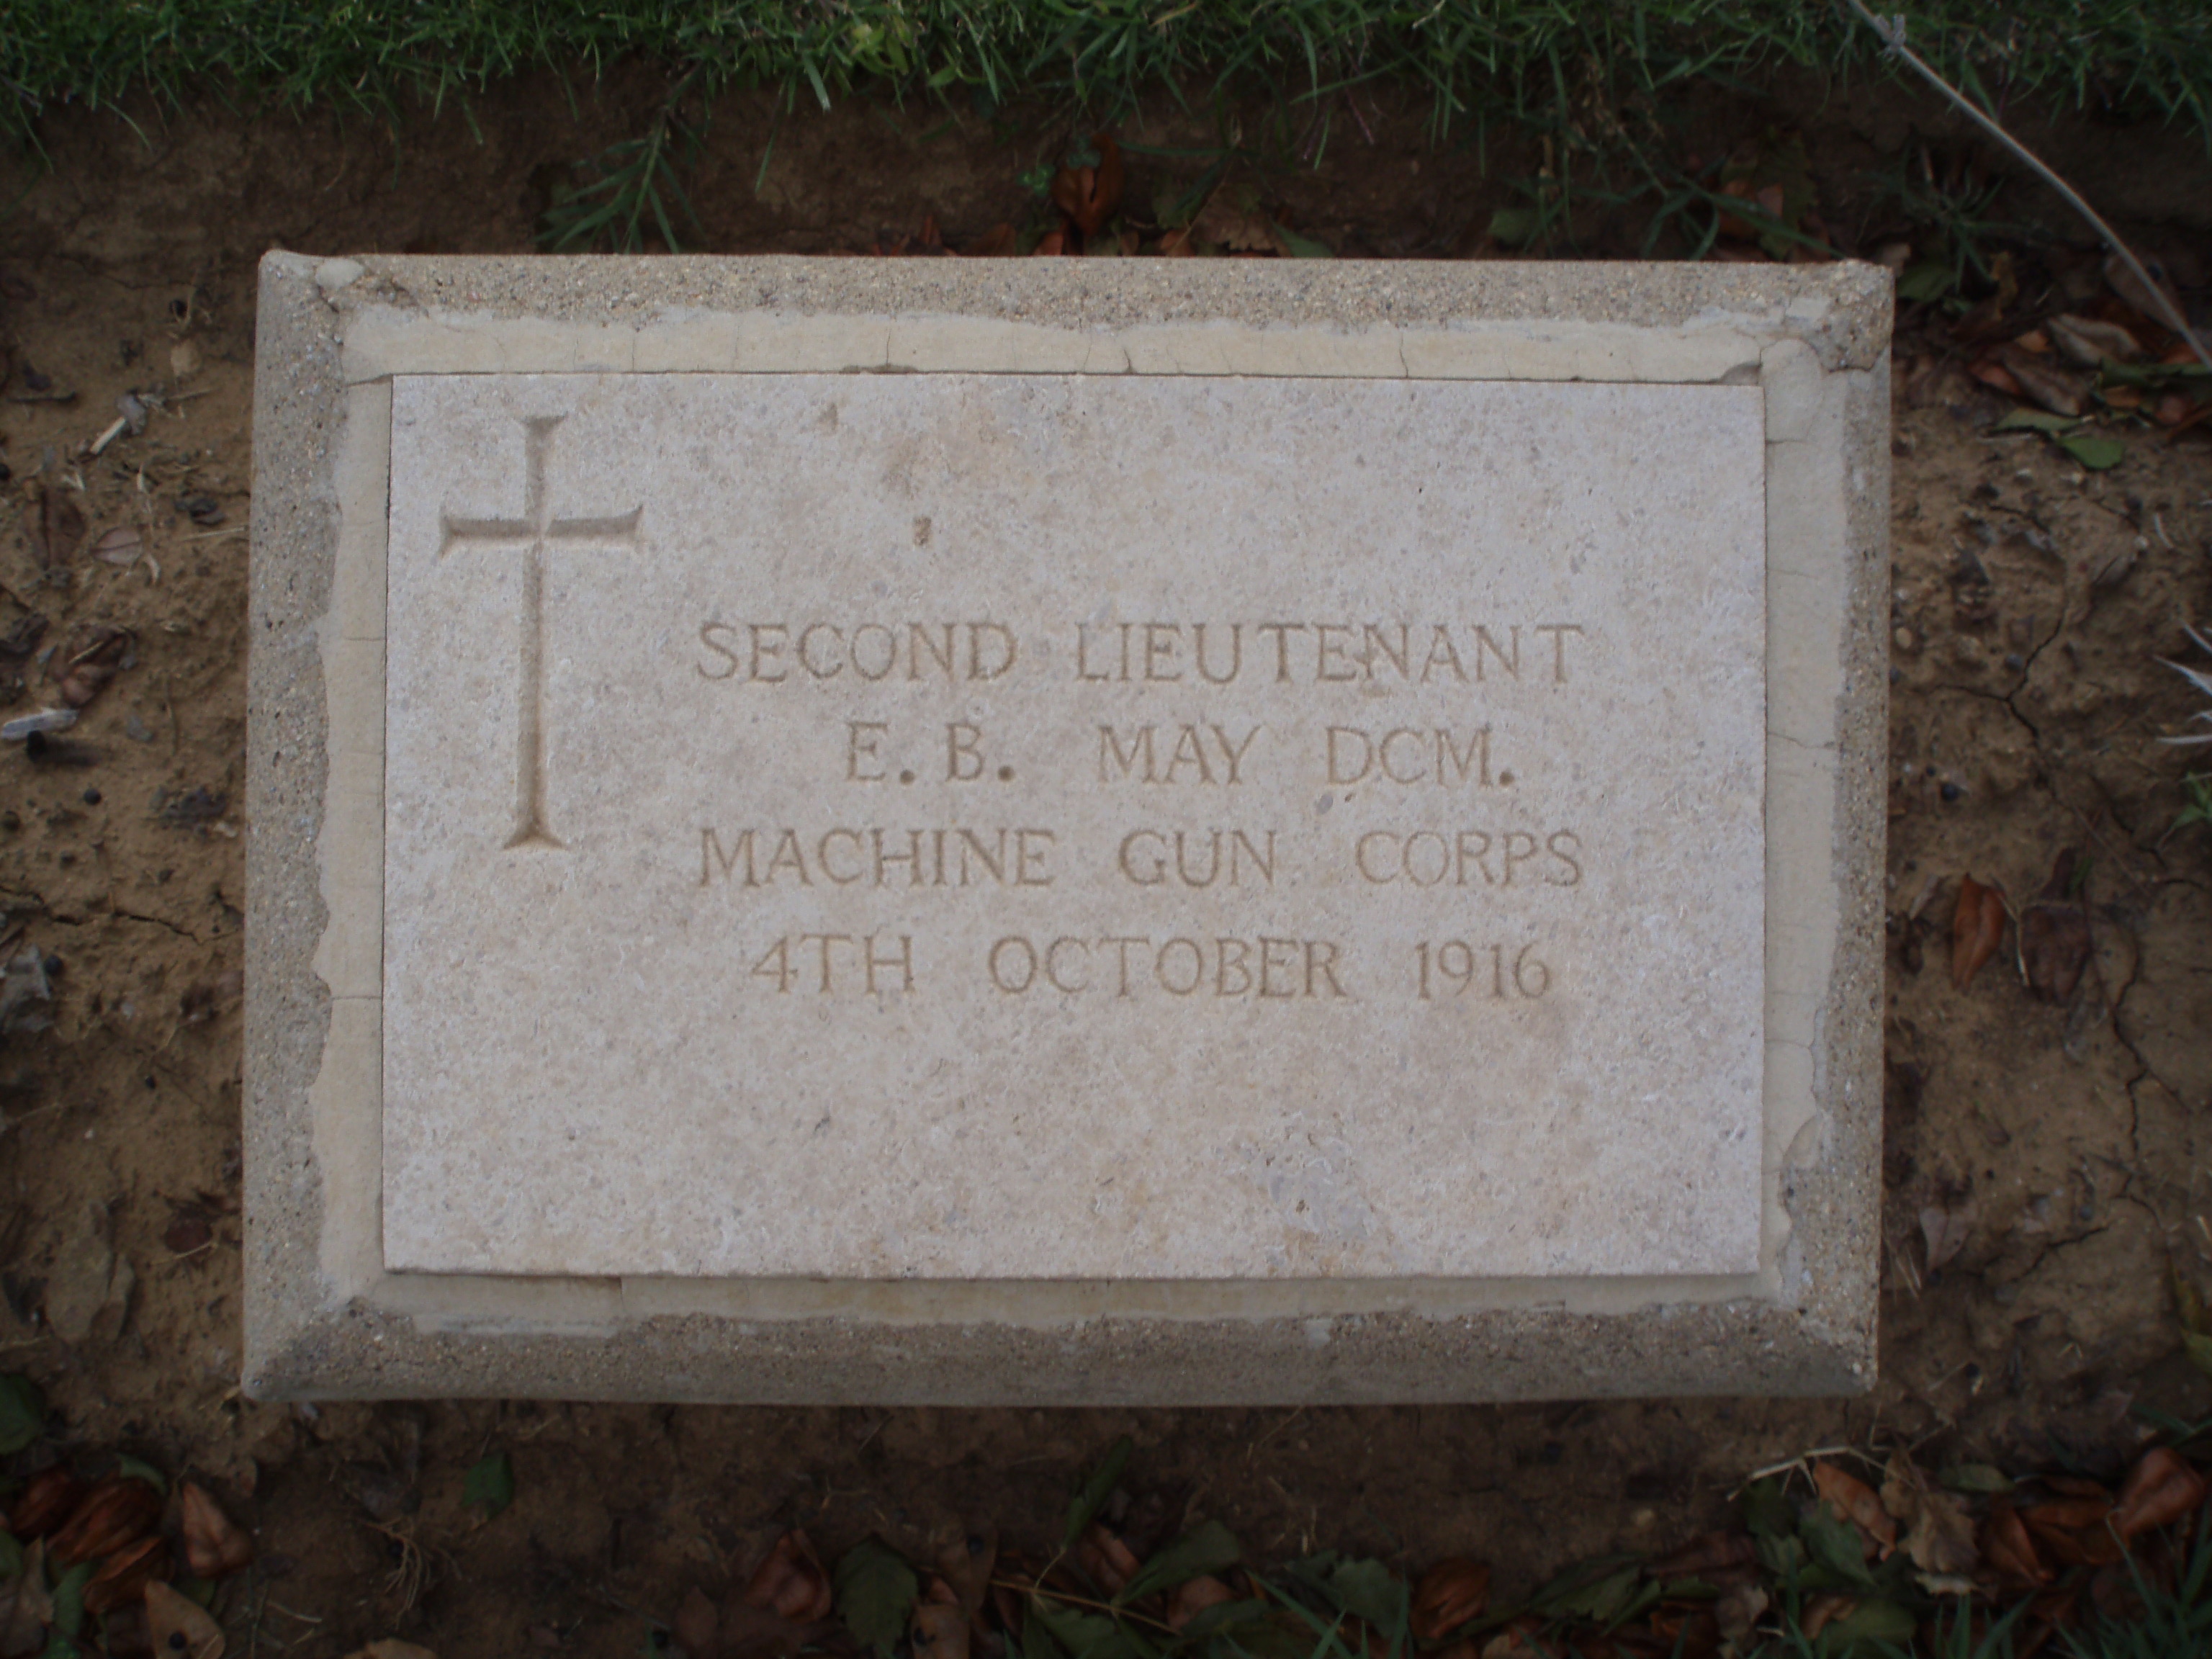 SECOND LIEUTENANT
E. B. MAY DCM.
MACHINE GUN CORPS
4TH OCTOBER 1916